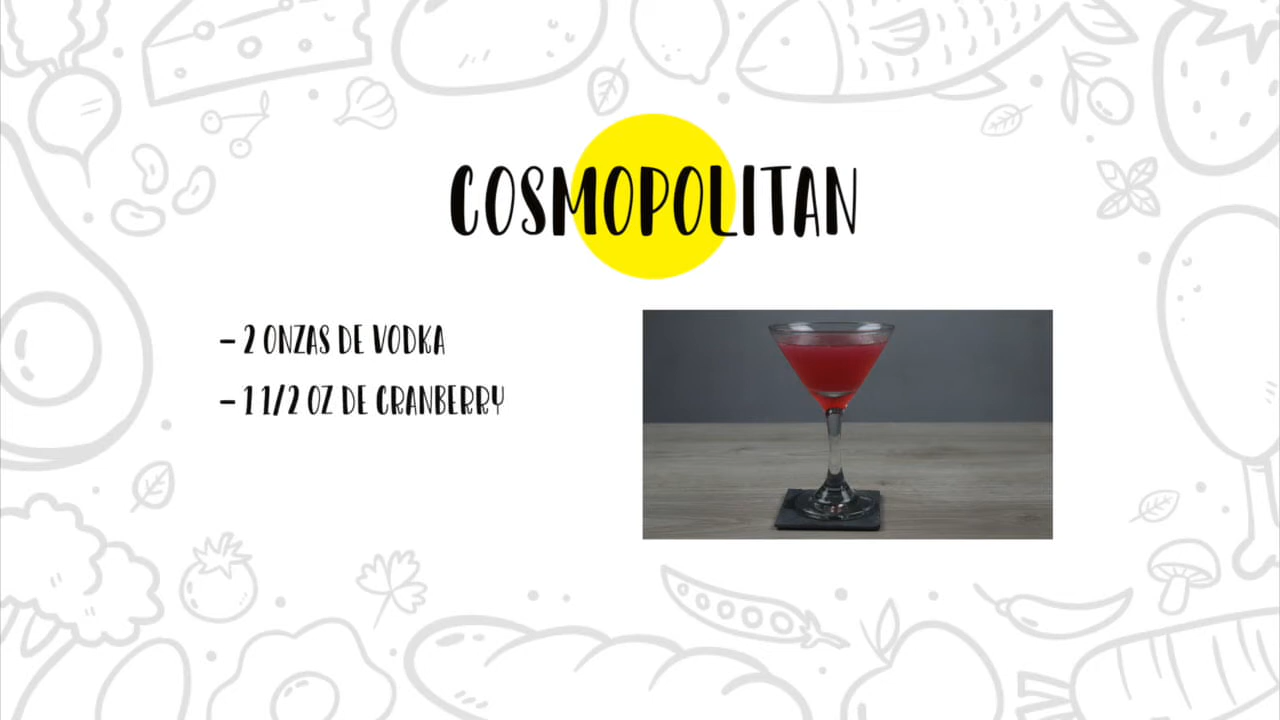 COSMOPOLITAN
- 2 ONZAS DE VODKA
- 1 1/2 OZ DE CRANBERRY